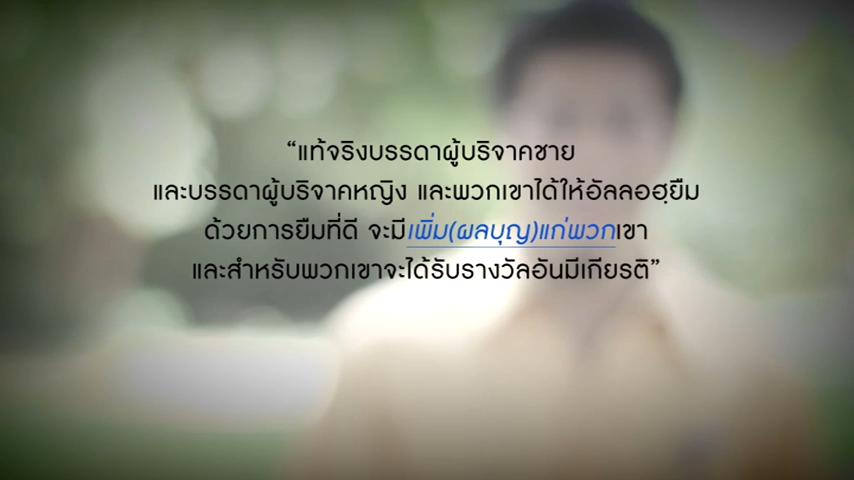 “แท้จริงบรรดาผู้บริจาคชาย
และบรรดาผู้บริจาคหญิง และพวกเขาได้ให้อัลลอฮฺยืม
ด้วยการยืมที่ดี จะมีเพิ่ม(ผลบุญ)แก่พวกเขา
และสำหรับพวกเขาจะได้รับรางวัลอันมีเกียรติ”